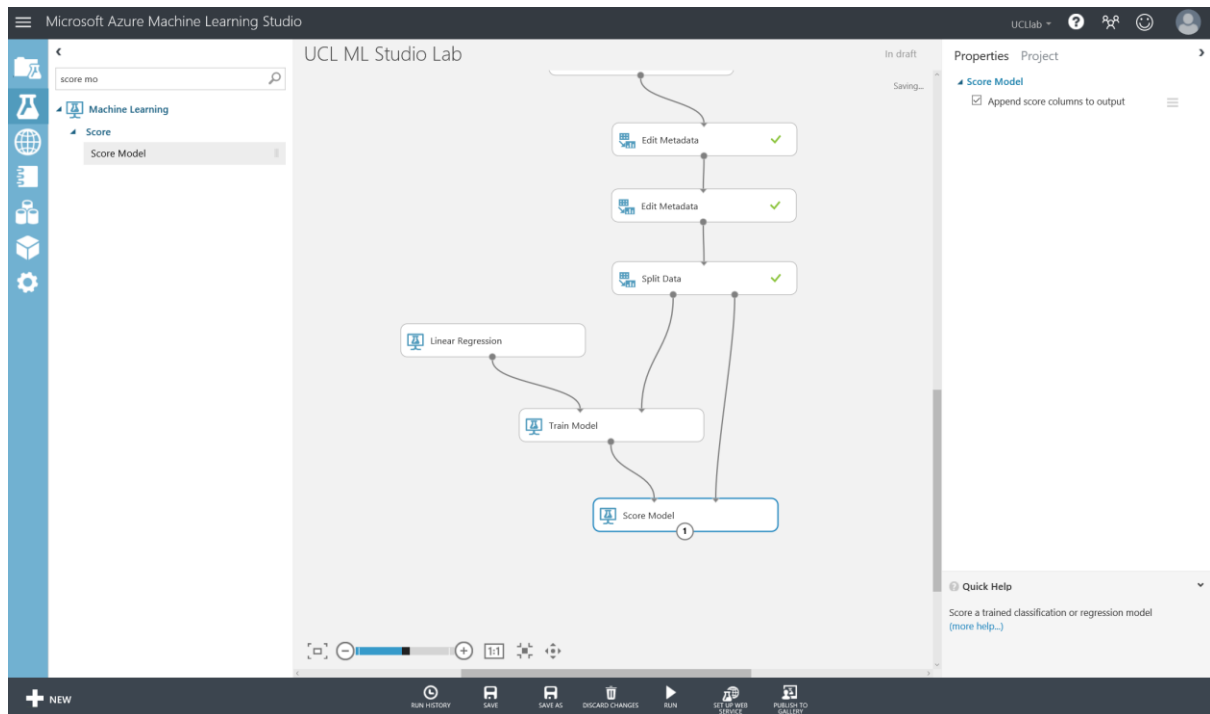 Microsoft Azure Machine Learning Studio
UCLlab
?
score mo
Machine Learning
Score
Score Model
UCL ML Studio Lab
In draft
Saving...
Edit Metadata
Edit Metadata
Split Data
Linear Regression
Train Model
Score Model
1
1:1
Properties Project
Score Model
Append score columns to output
? Quick Help
Score a trained classification or regression model
(more help...)
NEW
RUN HISTORY
SAVE
SAVE AS
DISCARD CHANGES
RUN
SET UP WEB
SERVICE
PUBLISH TO
GALLERY